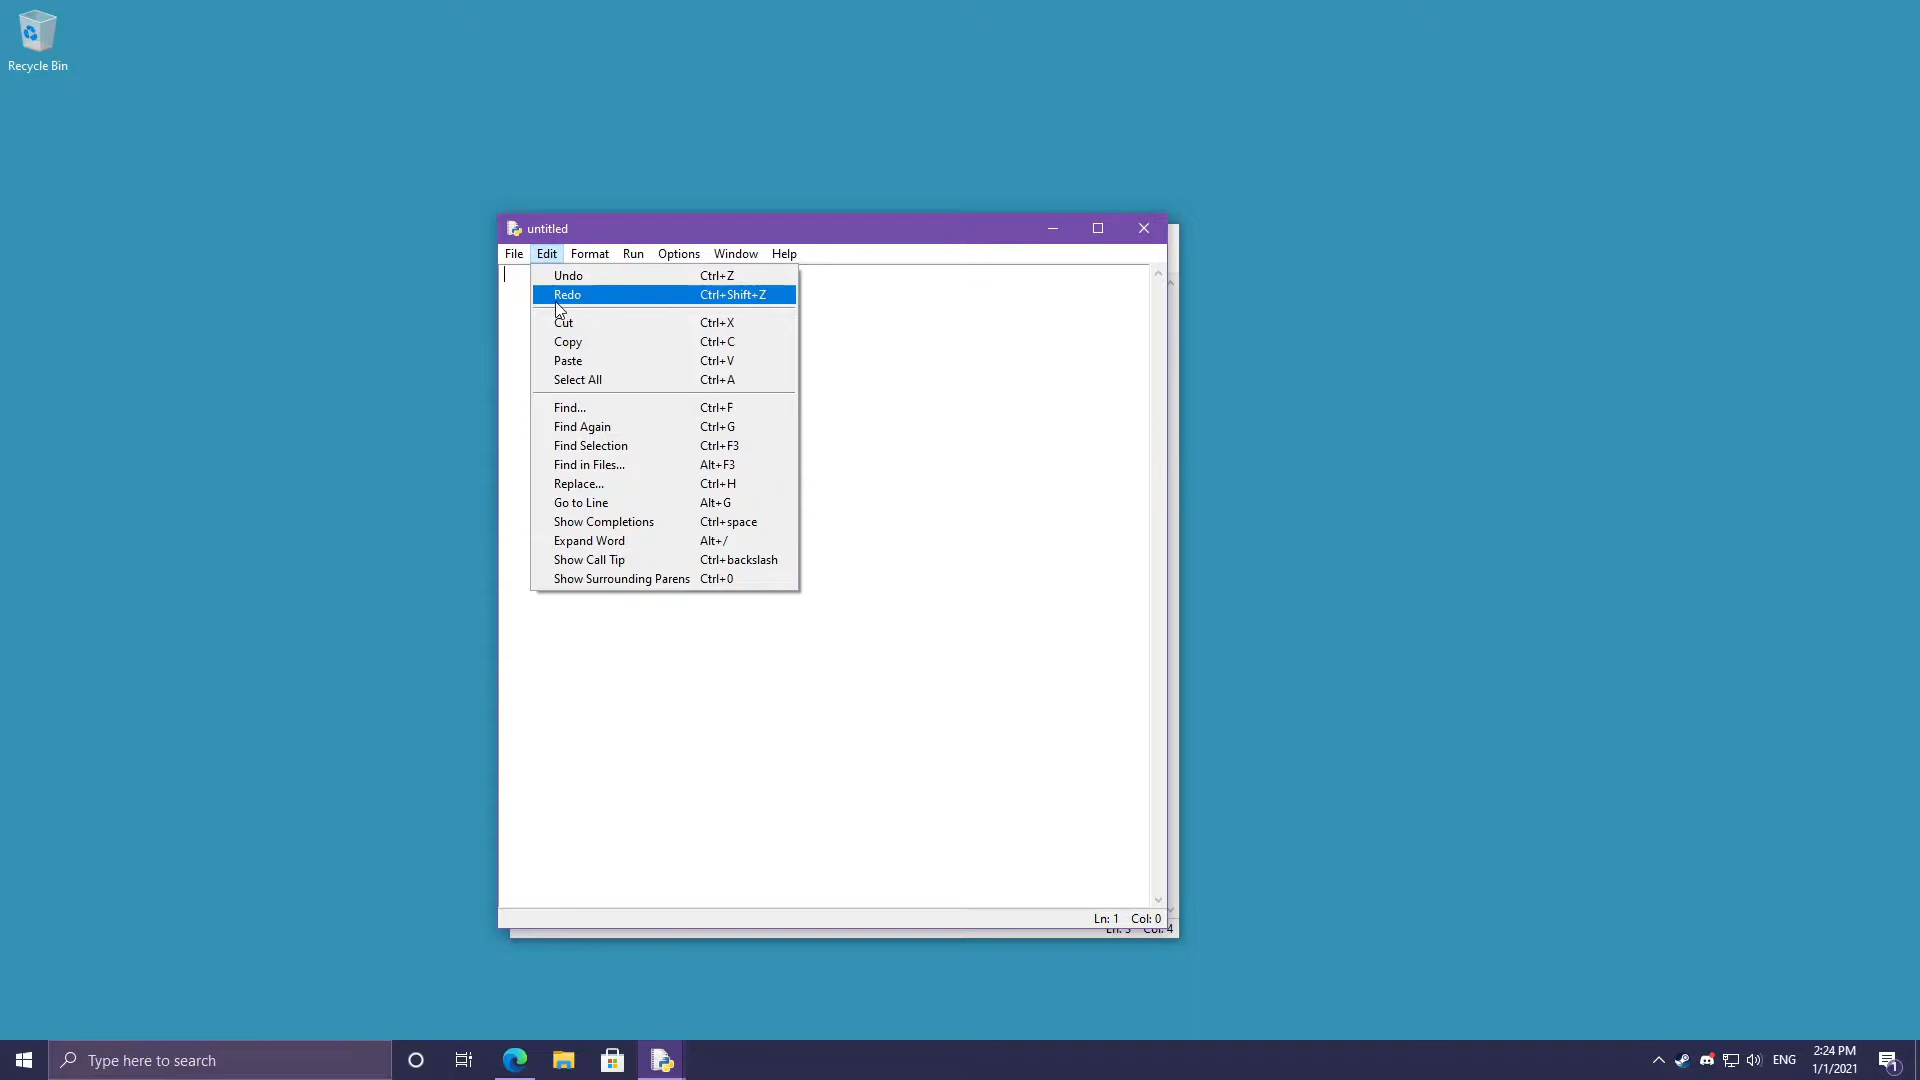 Recycle Bin
untitled
File Edit Format Run Options Window Help
Undo Ctrl+Z
Redo Ctrl+Shift+Z
Cut Ctrl+X
Copy Ctrl+C
Paste Ctrl+V
Select All Ctrl+A
Find... Ctrl+F
Find Again Ctrl+G
Find Selection Ctrl+F3
Find in Files... Alt+F3
Replace... Ctrl+H
Go to Line Alt+G
Show Completions Ctrl+space
Expand Word Alt+/
Show Call Tip Ctrl+backslash
Show Surrounding Parens Ctrl+0
Ln: 1 Col: 0
Col: 4
Type here to search
ENG
2:24 PM
1/1/2021
1